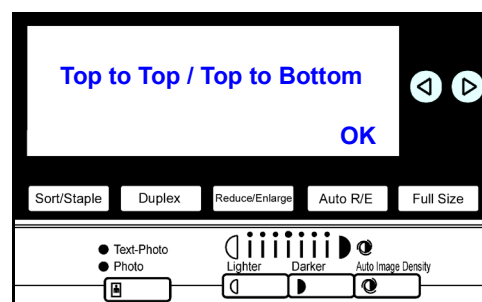 Top to Top / Top to Bottom
OK
Sort/Staple Duplex Reduce/Enlarge Auto R/E Full Size
Text-Photo
Photo
Lighter Darker Auto Image Density